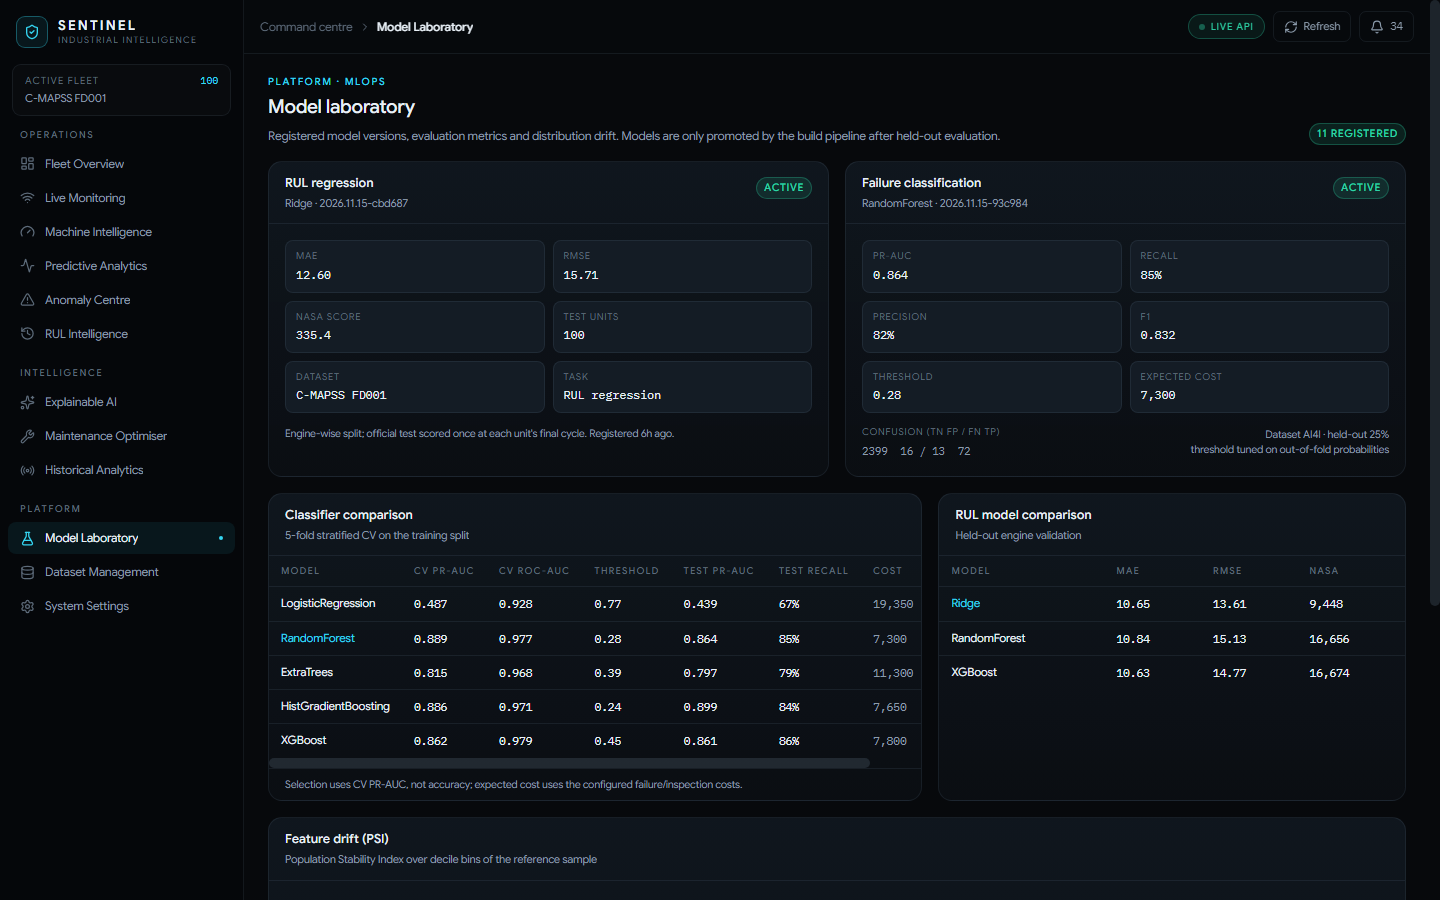 SENTINEL
INDUSTRIAL INTELLIGENCE
ACTIVE FLEET 100
C-MAPSS FD001
OPERATIONS
Fleet Overview
Live Monitoring
Machine Intelligence
Predictive Analytics
Anomaly Centre
RUL Intelligence
INTELLIGENCE
Explainable AI
Maintenance Optimiser
Historical Analytics
PLATFORM
Model Laboratory
Dataset Management
System Settings
Command centre > Model Laboratory
LIVE API
Refresh
34
PLATFORM · MLOPS
Model laboratory
Registered model versions, evaluation metrics and distribution drift. Models are only promoted by the build pipeline after held-out evaluation.
11 REGISTERED
RUL regression
Ridge · 2026.11.15-cbd687
ACTIVE
MAE
12.60
RMSE
15.71
NASA SCORE
335.4
TEST UNITS
100
DATASET
C-MAPSS FD001
TASK
RUL regression
Engine-wise split; official test scored once at each unit's final cycle. Registered 6h ago.
Failure classification
RandomForest · 2026.11.15-93c984
ACTIVE
PR-AUC
0.864
RECALL
85%
PRECISION
82%
F1
0.832
THRESHOLD
0.28
EXPECTED COST
7,300
CONFUSION (TN FP / FN TP)
2399 16 / 13 72
Dataset AI4I · held-out 25%
threshold tuned on out-of-fold probabilities
Classifier comparison
5-fold stratified CV on the training split
MODEL CV PR-AUC CV ROC-AUC THRESHOLD TEST PR-AUC TEST RECALL COST
LogisticRegression 0.487 0.928 0.77 0.439 67% 19,350
RandomForest 0.889 0.977 0.28 0.864 85% 7,300
ExtraTrees 0.815 0.968 0.39 0.797 79% 11,300
HistGradientBoosting 0.886 0.971 0.24 0.899 84% 7,650
XGBoost 0.862 0.979 0.45 0.861 86% 7,800
Selection uses CV PR-AUC, not accuracy; expected cost uses the configured failure/inspection costs.
RUL model comparison
Held-out engine validation
MODEL MAE RMSE NASA
Ridge 10.65 13.61 9,448
RandomForest 10.84 15.13 16,656
XGBoost 10.63 14.77 16,674
Feature drift (PSI)
Population Stability Index over decile bins of the reference sample